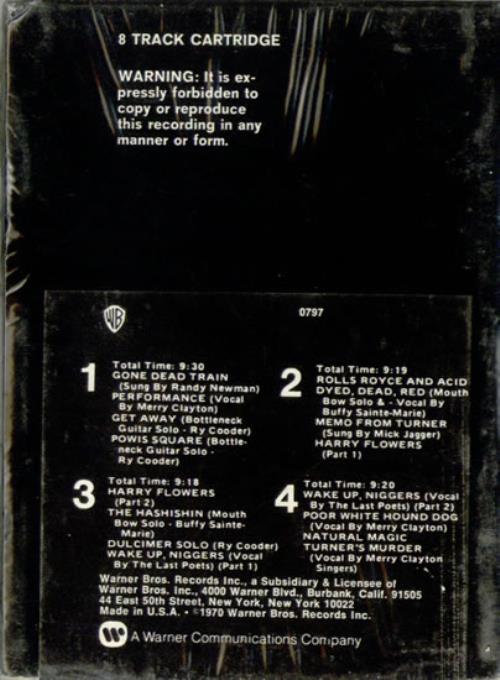 8 TRACK CARTRIDGE
WARNING: It is ex-
pressly forbidden to
copy or reproduce
this recording in any
manner or form.
WB
0797
1
Total Time: 9:30
GONE DEAD TRAIN
(Sung By Randy Newman)
PERFORMANCE (Vocal
By Merry Clayton)
GET AWAY (Bottleneck
Guitar Solo - Ry Cooder)
POWIS SQUARE (Bottle-
neck Guitar Solo -
Ry Cooder)
2
Total Time: 9:19
ROLLS ROYCE AND ACID
DYED, DEAD, RED (Mouth
Bow Solo & - Vocal By
Buffy Sainte-Marie)
MEMO FROM TURNER
(Sung By Mick Jagger)
HARRY FLOWERS
(Part 1)
3
Total Time: 9:18
HARRY FLOWERS
(Part 2)
THE HASHISHIN (Mouth
Bow Solo - Buffy Sainte-
Marie)
DULCIMER SOLO (Ry Cooder)
WAKE UP, NIGGERS (Vocal
By The Last Poets) (Part 1)
4
Total Time: 9:20
WAKE UP, NIGGERS (Vocal
By The Last Poets) (Part 2)
POOR WHITE HOUND DOG
(Vocal By Merry Clayton)
NATURAL MAGIC
TURNER'S MURDER
(Vocal By Merry Clayton
Singers)
Warner Bros. Records Inc., a Subsidiary & Licensee of
Warner Bros. Inc., 4000 Warner Blvd., Burbank, Calif. 91505
44 East 50th Street, New York, New York 10022
Made in U.S.A. • ©1970 Warner Bros. Records Inc.
A Warner Communications Company